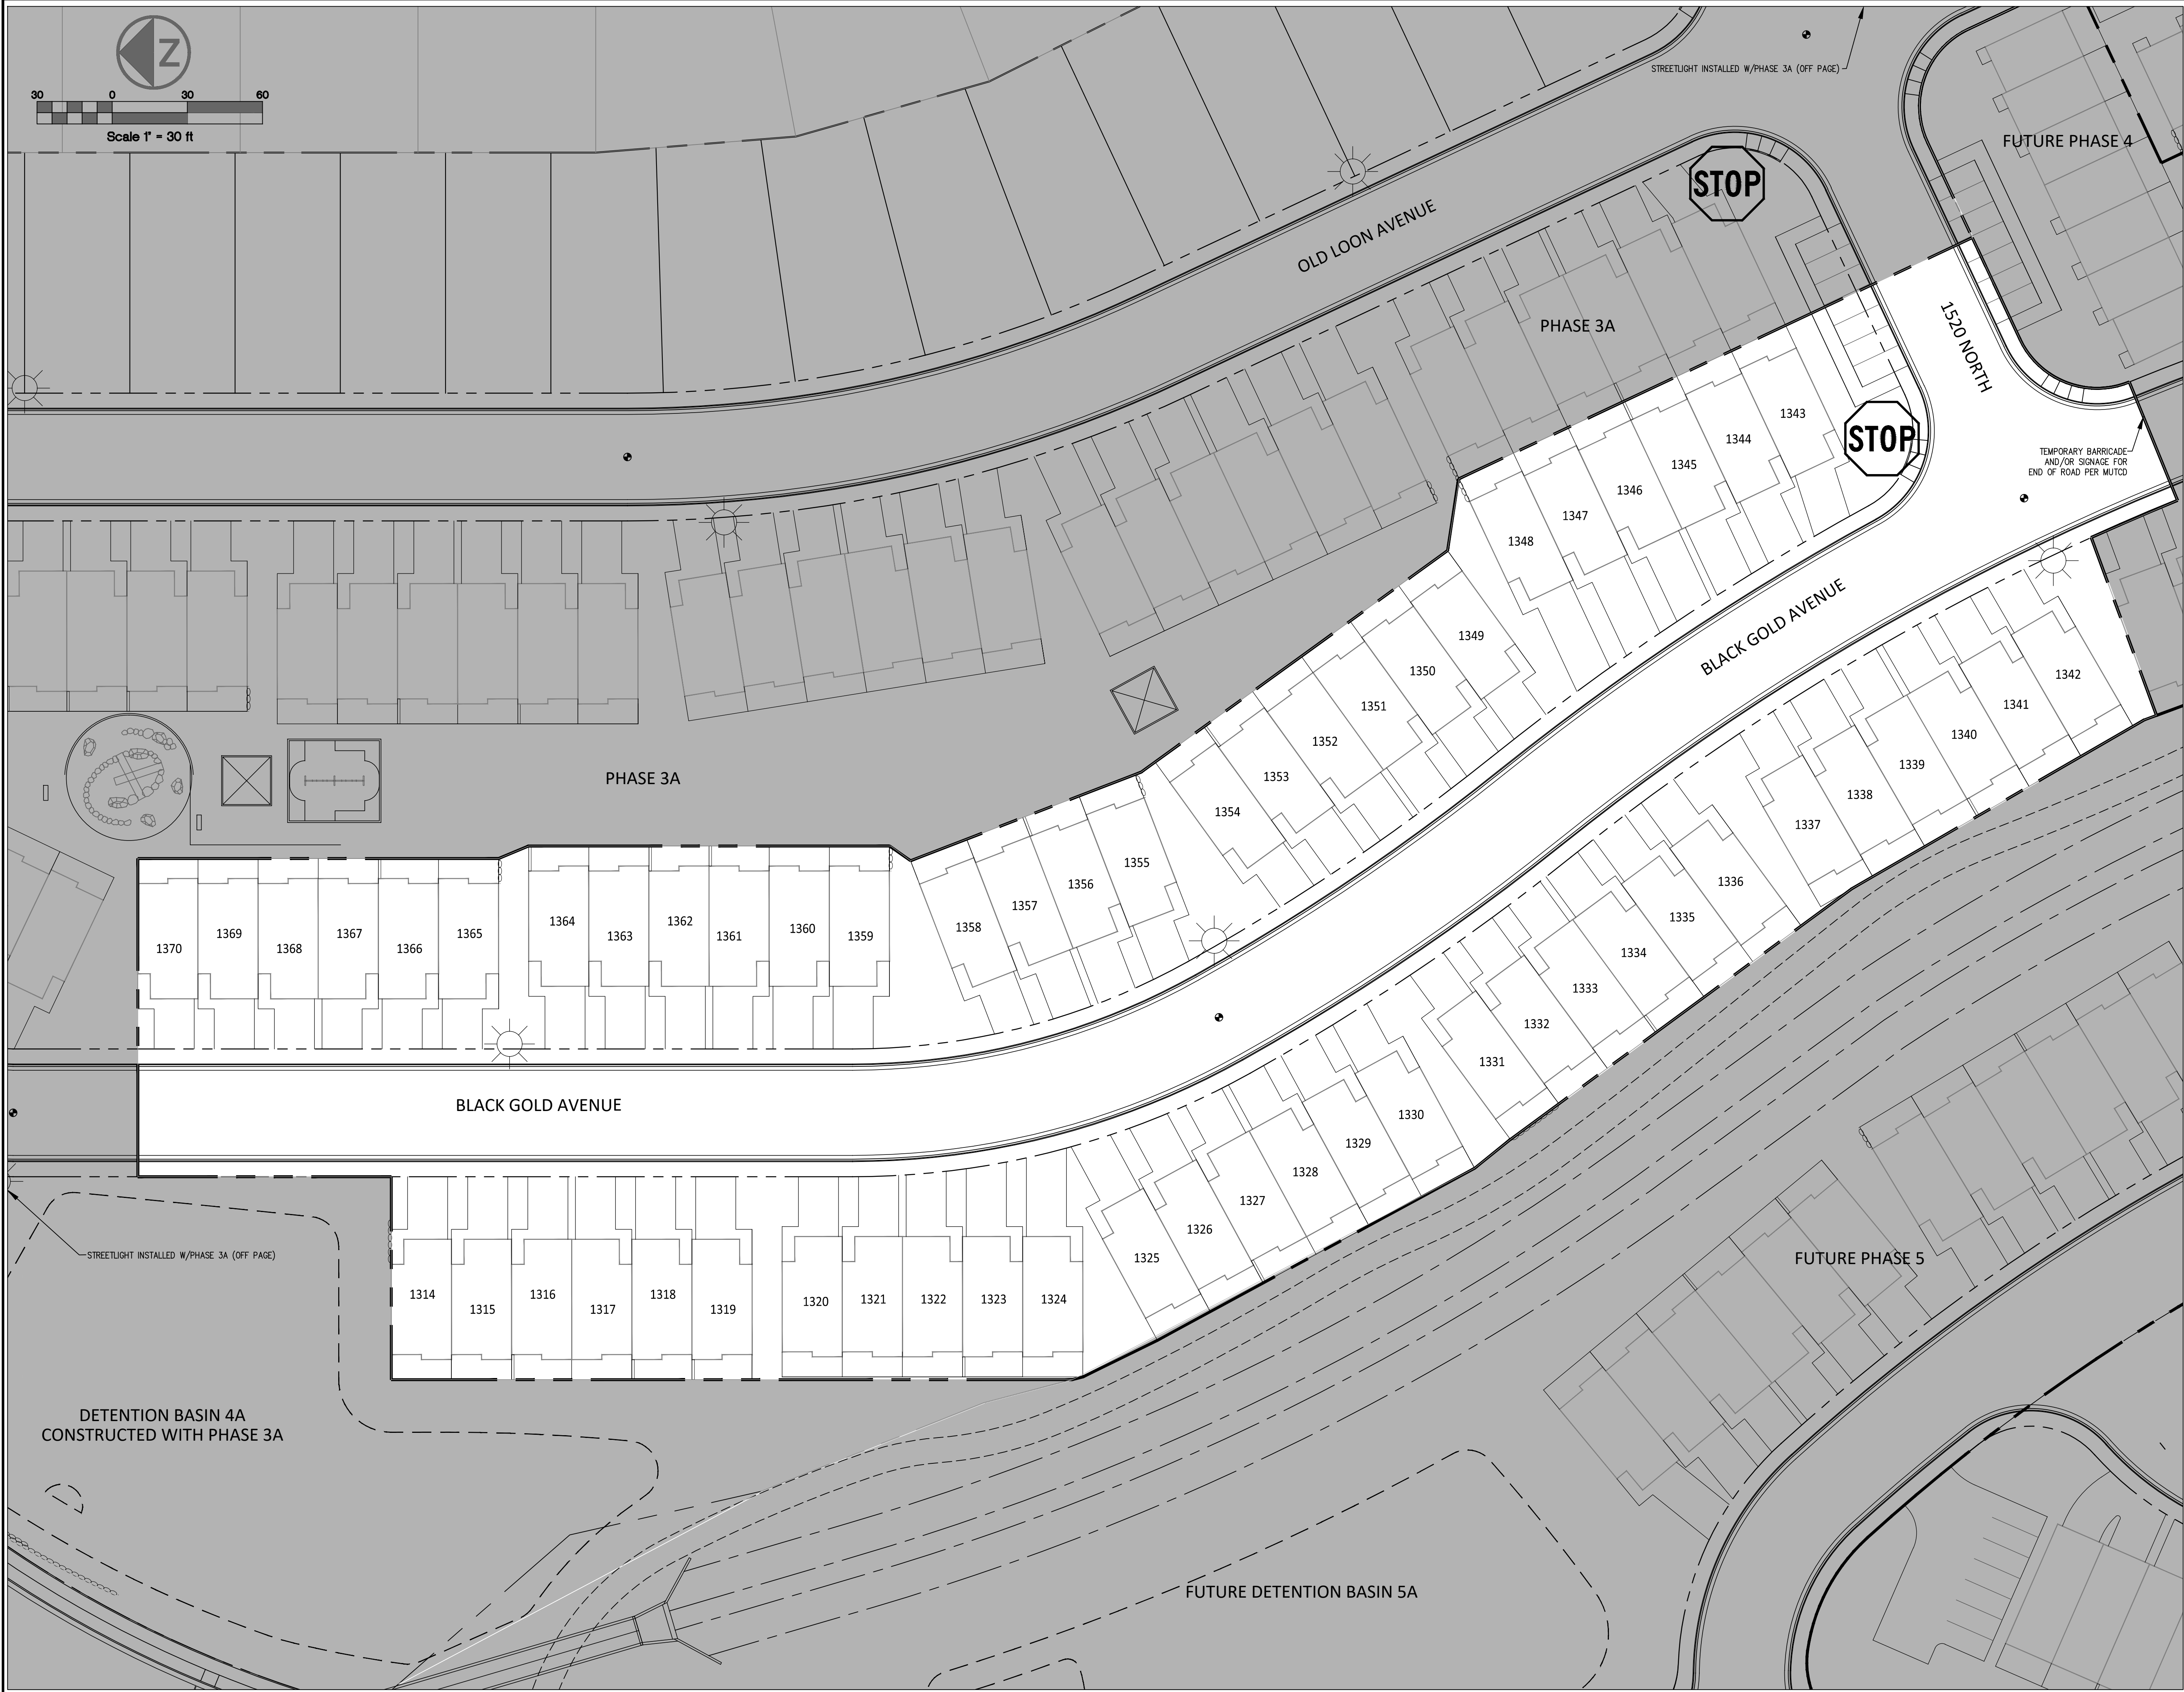 Z
30 0 30 60
Scale 1" = 30 ft
STREETLIGHT INSTALLED W/PHASE 3A (OFF PAGE)
FUTURE PHASE 4
STOP
OLD LOON AVENUE
PHASE 3A
1520 NORTH
STOP
TEMPORARY BARRICADE
AND/OR SIGNAGE FOR
END OF ROAD PER MUTCD
1343
1344
1345
1346
1347
1348
1349
1350
1351
1352
1353
1354
1355
1356
1357
1358
BLACK GOLD AVENUE
PHASE 3A
1370
1369
1368
1367
1366
1365
1364
1363
1362
1361
1360
1359
1342
1341
1340
1339
1338
1337
1336
1335
1334
1333
1332
1331
1330
1329
1328
1327
1326
1325
BLACK GOLD AVENUE
STREETLIGHT INSTALLED W/PHASE 3A (OFF PAGE)
1314
1315
1316
1317
1318
1319
1320
1321
1322
1323
1324
FUTURE PHASE 5
DETENTION BASIN 4A
CONSTRUCTED WITH PHASE 3A
FUTURE DETENTION BASIN 5A